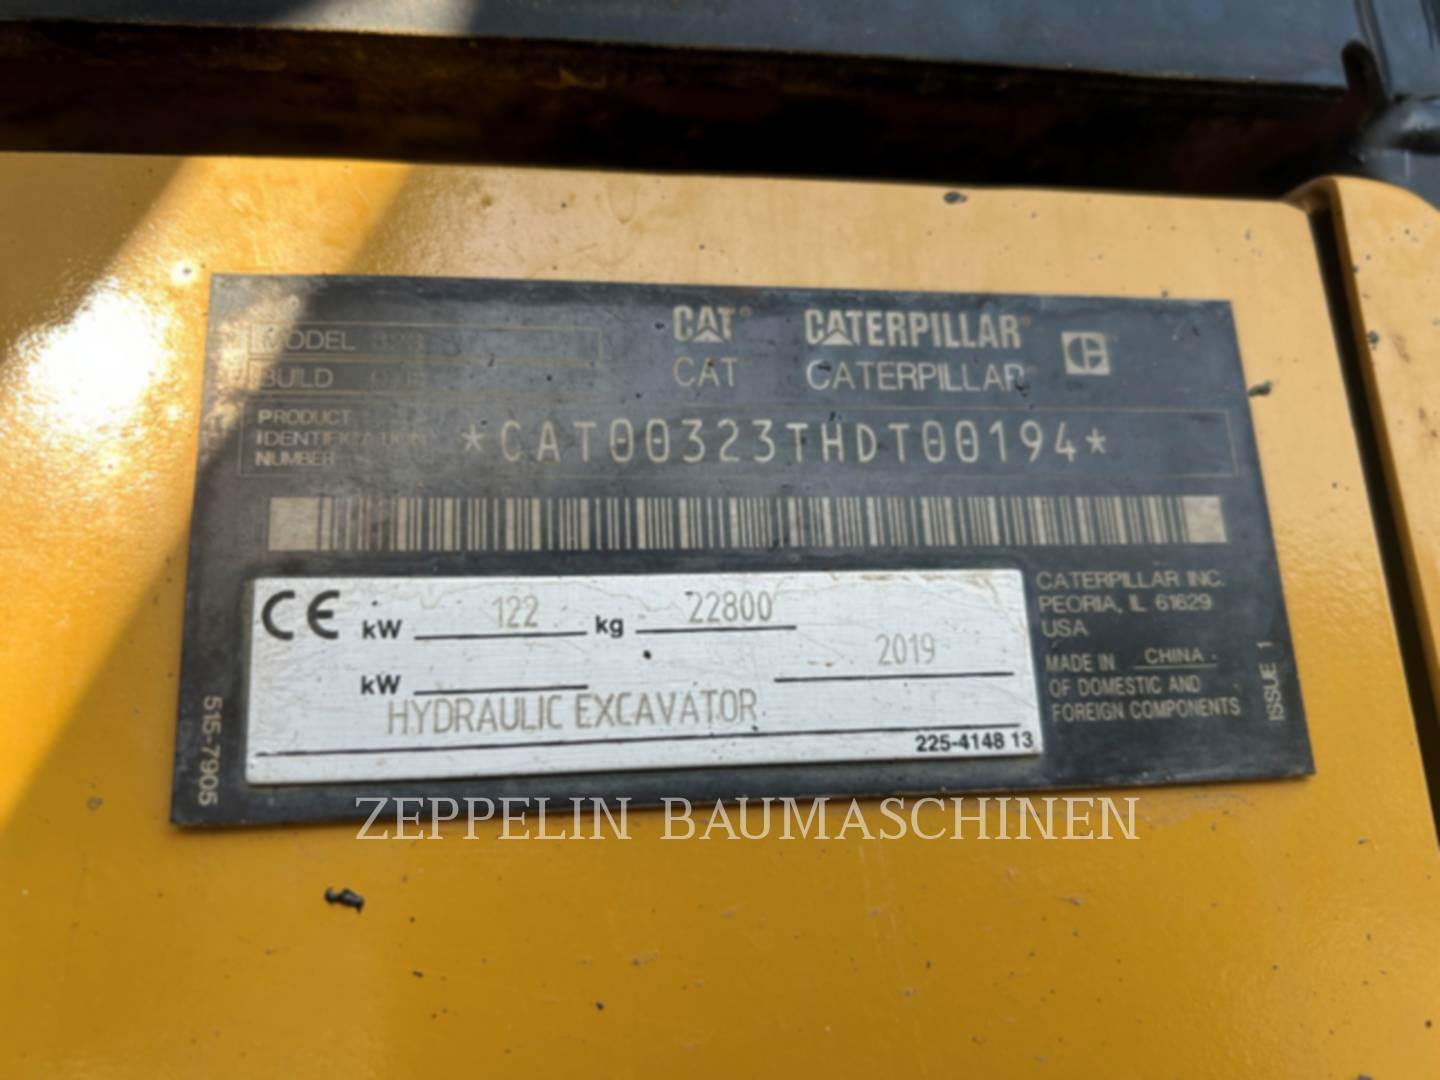 CAT® CATERPILLAR®
MODEL 323
CAT CATERPILLAR
BUILD
PRODUCT
IDENTIFICATION
NUMBER
*CAT00323THDT00194*
CE kW 122 kg 22800
kW 2019
HYDRAULIC EXCAVATOR
225-4148 13
CATERPILLAR INC.
PEORIA, IL 61629
USA
MADE IN CHINA
OF DOMESTIC AND
FOREIGN COMPONENTS
ISSUE 1
515-7905
ZEPPELIN BAUMASCHINEN